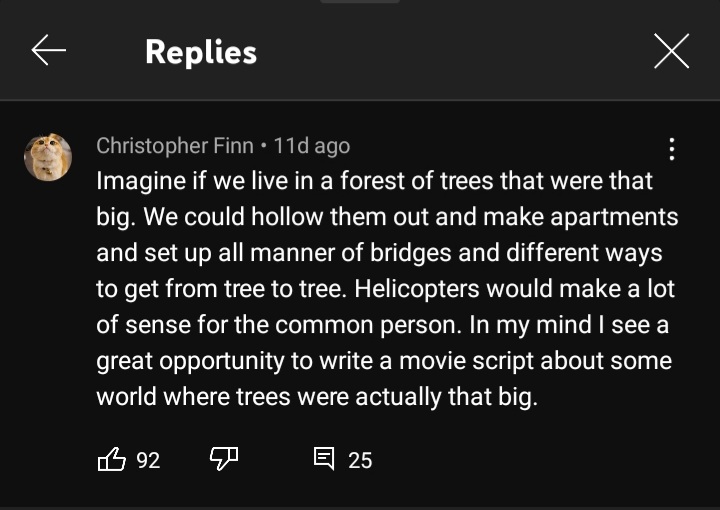 Replies
Christopher Finn • 11d ago
Imagine if we live in a forest of trees that were that
big. We could hollow them out and make apartments
and set up all manner of bridges and different ways
to get from tree to tree. Helicopters would make a lot
of sense for the common person. In my mind I see a
great opportunity to write a movie script about some
world where trees were actually that big.
92 25